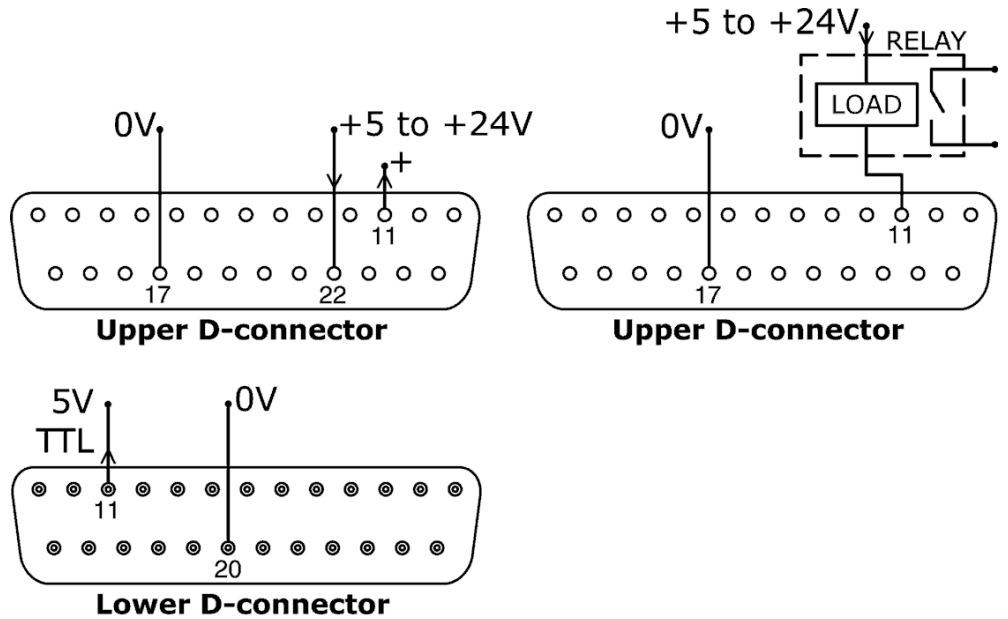 0V
+5 to +24V
+
11
17
22
Upper D-connector
+5 to +24V
RELAY
LOAD
0V
11
17
Upper D-connector
5V
TTL
0V
11
20
Lower D-connector